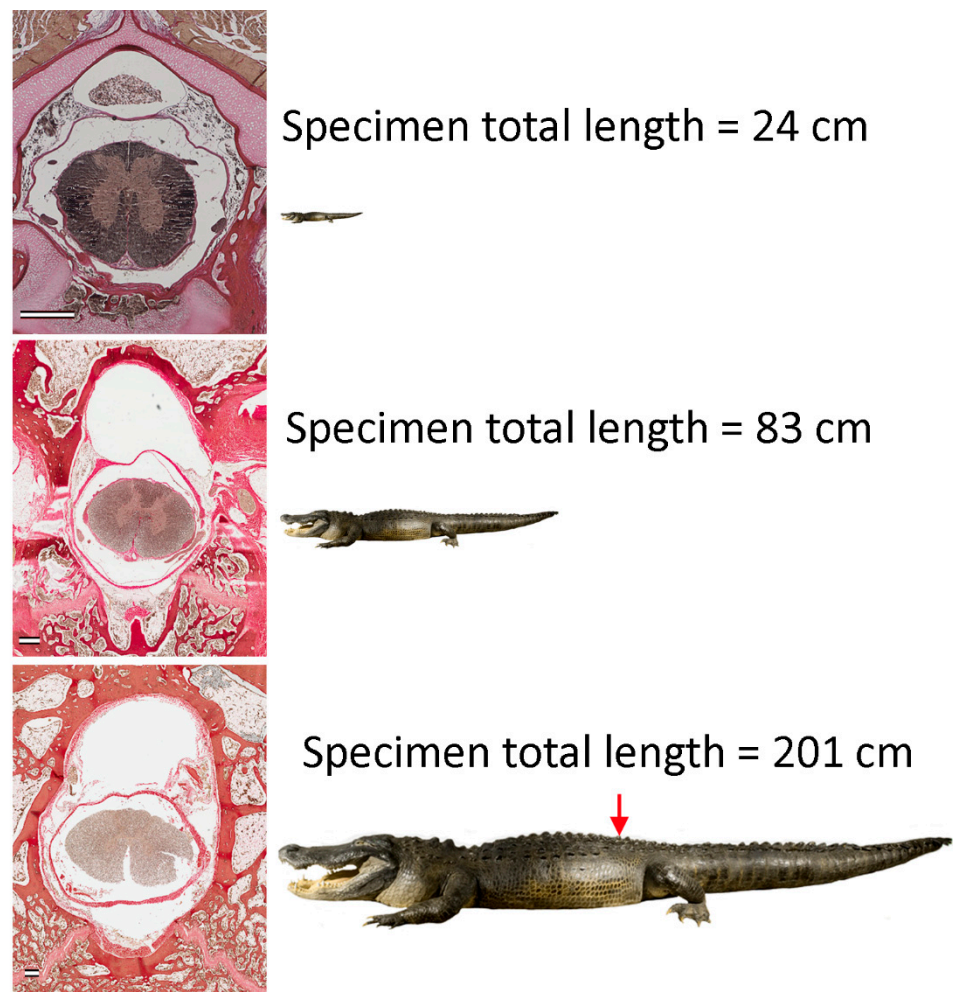 Specimen total length = 24 cm
Specimen total length = 83 cm
Specimen total length = 201 cm